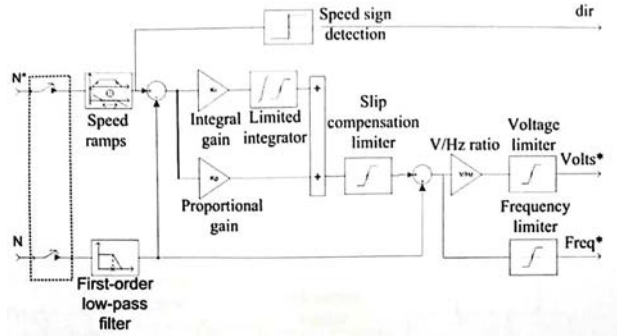 Speed sign
detection
dir
N*
Speed
ramps
Integral
gain
Limited
integrator
+
+
Proportional
gain
Slip
compensation
limiter
V/Hz ratio
Voltage
limiter
Volts*
Frequency
limiter
Freq*
N
First-order
low-pass
filter